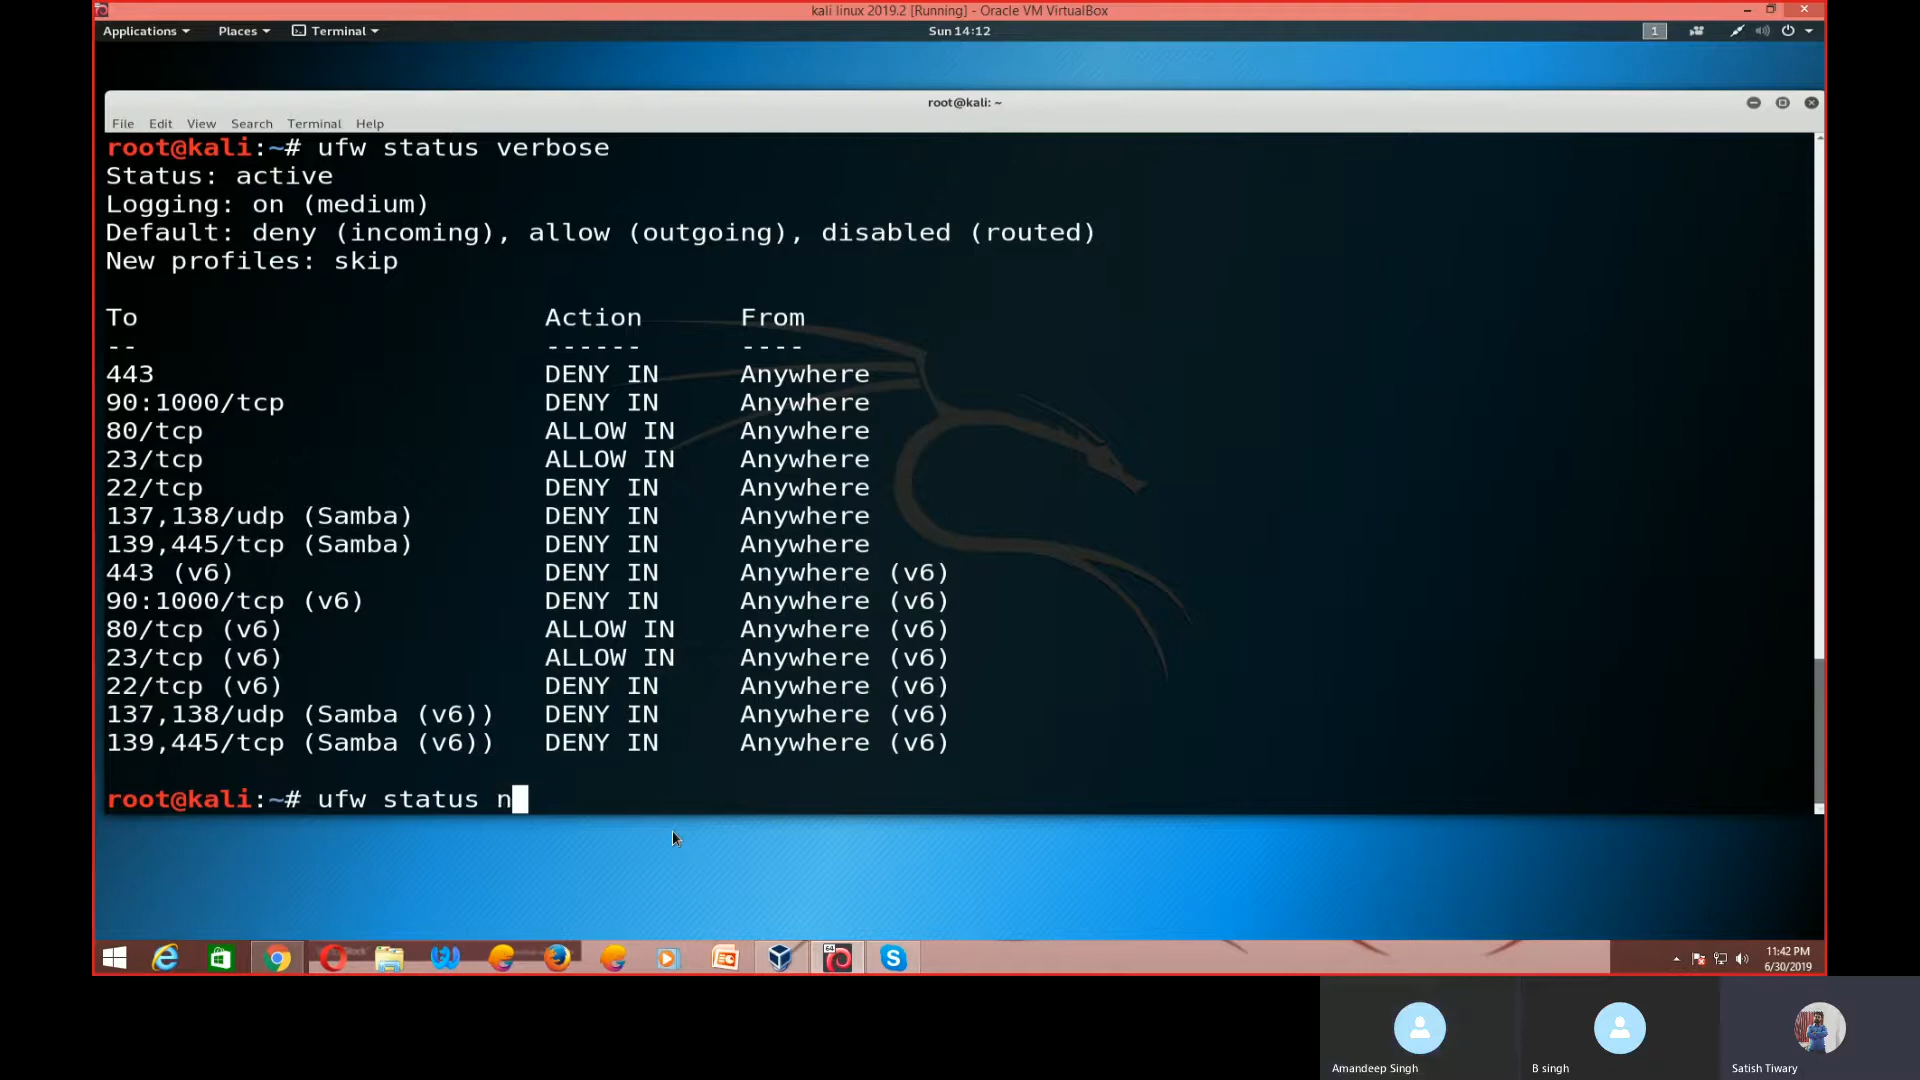 kali linux 2019.2 [Running] - Oracle VM VirtualBox
Applications Places Terminal Sun 14:12 1
root@kali: ~
File Edit View Search Terminal Help
root@kali:~# ufw status verbose
Status: active
Logging: on (medium)
Default: deny (incoming), allow (outgoing), disabled (routed)
New profiles: skip
To Action From
-- ------ ----
443 DENY IN Anywhere
90:1000/tcp DENY IN Anywhere
80/tcp ALLOW IN Anywhere
23/tcp ALLOW IN Anywhere
22/tcp DENY IN Anywhere
137,138/udp (Samba) DENY IN Anywhere
139,445/tcp (Samba) DENY IN Anywhere
443 (v6) DENY IN Anywhere (v6)
90:1000/tcp (v6) DENY IN Anywhere (v6)
80/tcp (v6) ALLOW IN Anywhere (v6)
23/tcp (v6) ALLOW IN Anywhere (v6)
22/tcp (v6) DENY IN Anywhere (v6)
137,138/udp (Samba (v6)) DENY IN Anywhere (v6)
139,445/tcp (Samba (v6)) DENY IN Anywhere (v6)
root@kali:~# ufw status n
64
11:42 PM
6/30/2019
Amandeep Singh B singh Satish Tiwary